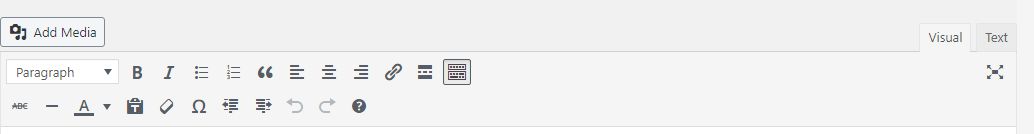 Add Media
Visual Text
Paragraph B I
ABC A Ω ?